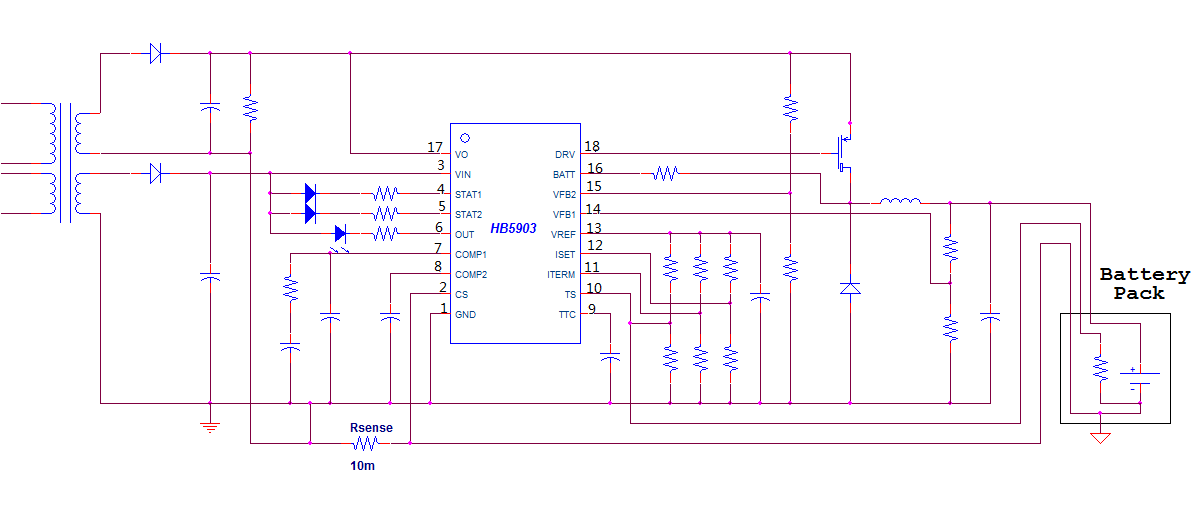 17
VO
3
VIN
4
STAT1
5
STAT2
6
OUT
7
COMP1
8
COMP2
2
CS
1
GND
HB5903
DRV
18
BATT
16
VFB2
15
VFB1
14
VREF
13
ISET
12
ITERM
11
TS
10
TTC
9
Battery
Pack
+
-
Rsense
10m